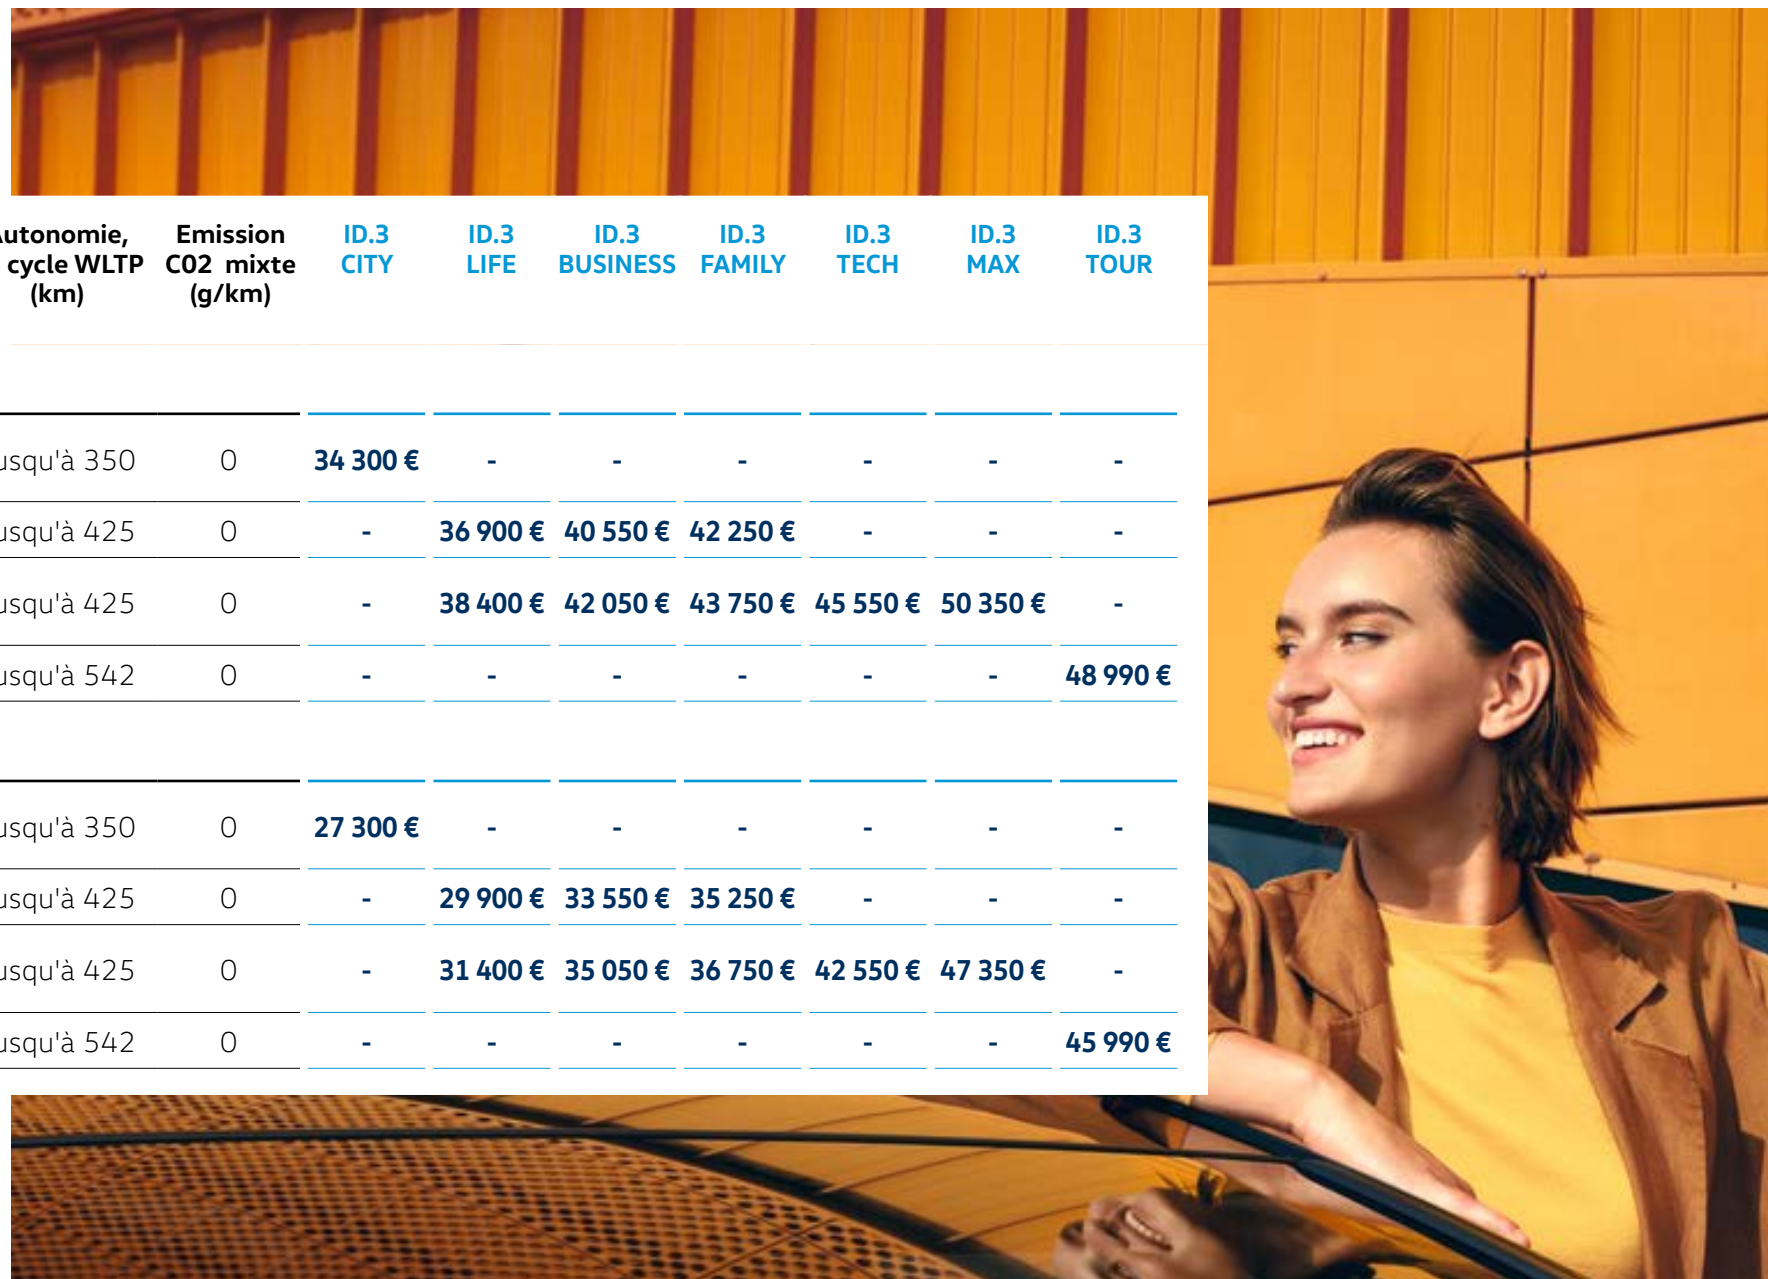 utonomie, Emission ID.3 ID.3 ID.3 ID.3 ID.3 ID.3 ID.3
cycle WLTP C02 mixte CITY LIFE BUSINESS FAMILY TECH MAX TOUR
(km) (g/km)
usqu'à 350 0 34 300 € - - - - - -
usqu'à 425 0 - 36 900 € 40 550 € 42 250 € - - -
usqu'à 425 0 - 38 400 € 42 050 € 43 750 € 45 550 € 50 350 € -
usqu'à 542 0 - - - - - - 48 990 €
usqu'à 350 0 27 300 € - - - - - -
usqu'à 425 0 - 29 900 € 33 550 € 35 250 € - - -
usqu'à 425 0 - 31 400 € 35 050 € 36 750 € 42 550 € 47 350 € -
usqu'à 542 0 - - - - - - 45 990 €